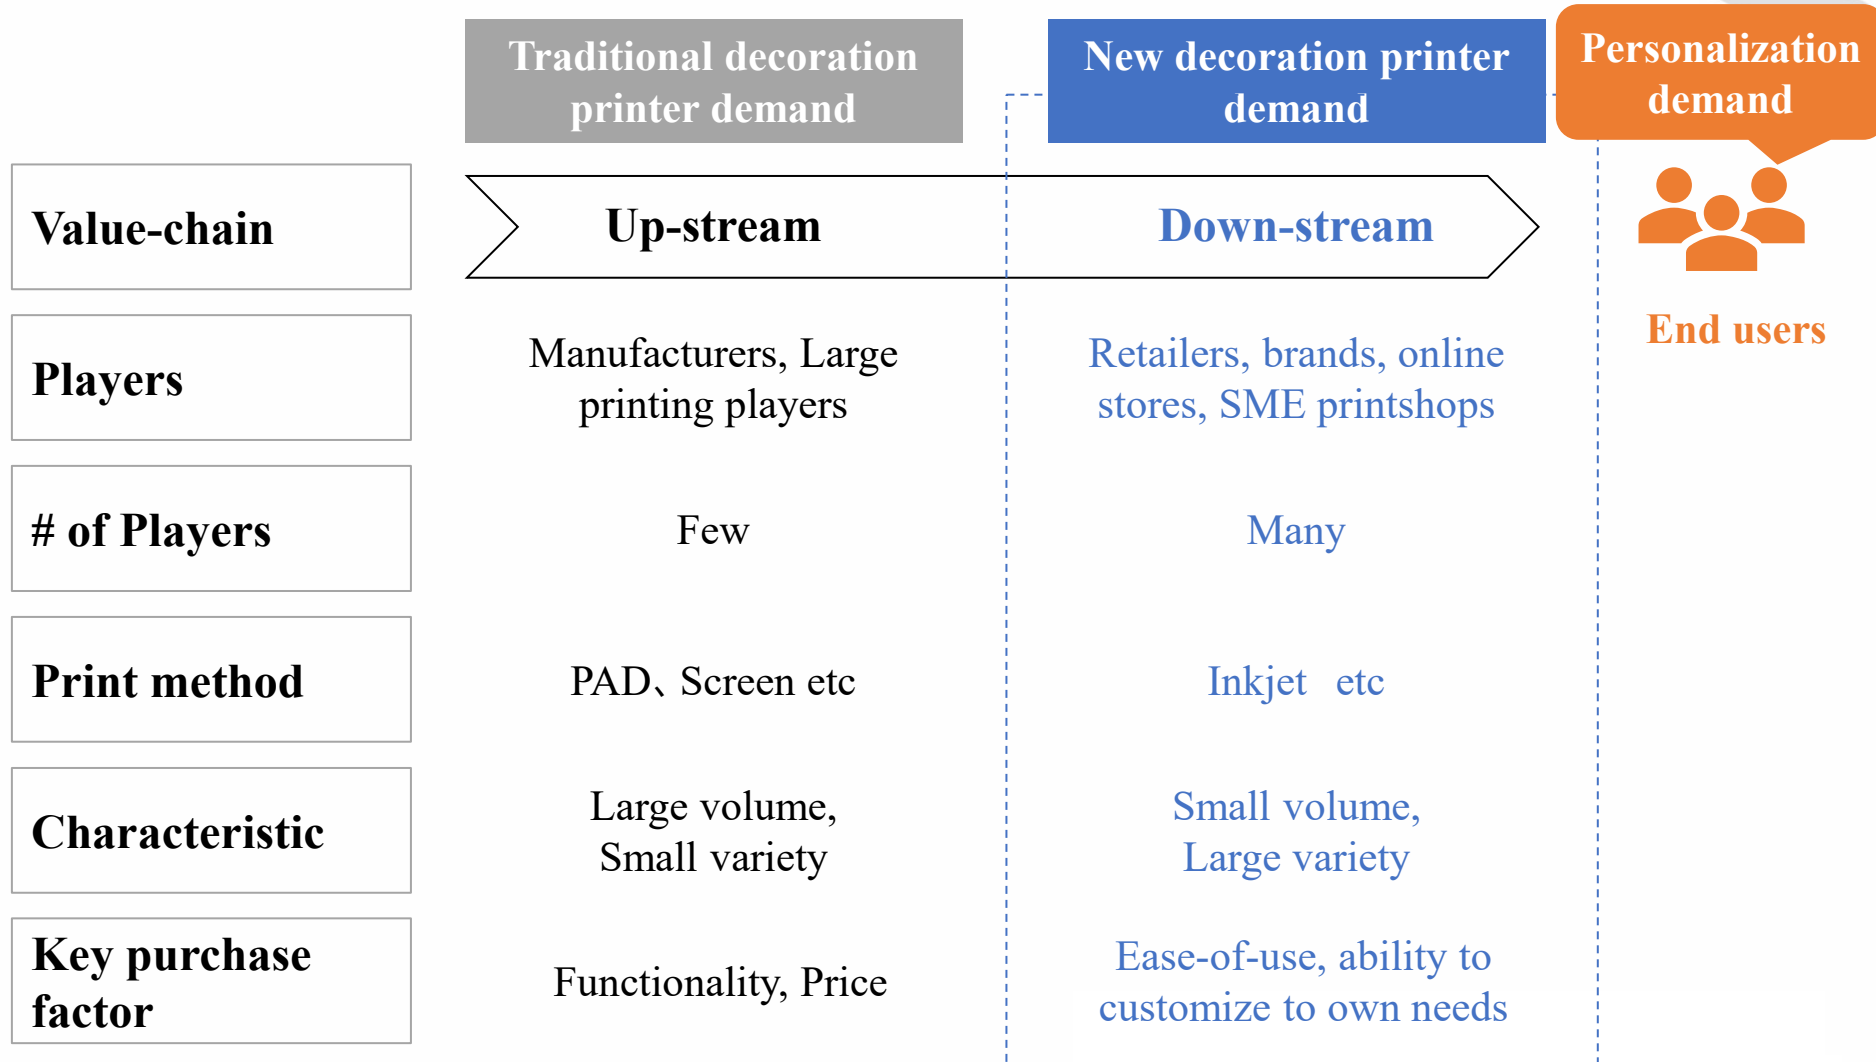 Traditional decoration
printer demand
New decoration printer
demand
Personalization
demand
Value-chain
Up-stream
Down-stream
End users
Players
Manufacturers, Large
printing players
Retailers, brands, online
stores, SME printshops
# of Players
Few
Many
Print method
PAD、Screen etc
Inkjet etc
Characteristic
Large volume,
Small variety
Small volume,
Large variety
Key purchase
factor
Functionality, Price
Ease-of-use, ability to
customize to own needs